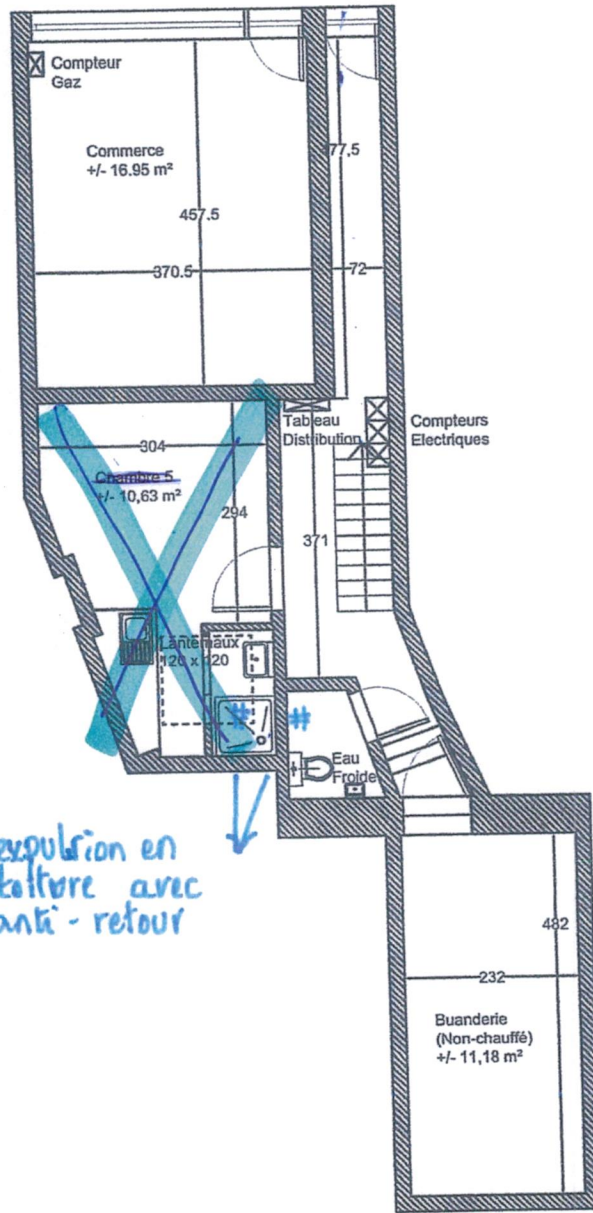 Compteur
Gaz
Commerce
+/- 16.95 m²
77,5
457.5
370.5
72
Tableau
Distribution
Compteurs
Electriques
304
Chambre 5
+/- 10,63 m²
294
371
Lanternaux
120 x 120
# #
Eau
Froide
expulsion en
toiture avec
anti-retour
482
232
Buanderie
(Non-chauffé)
+/- 11,18 m²